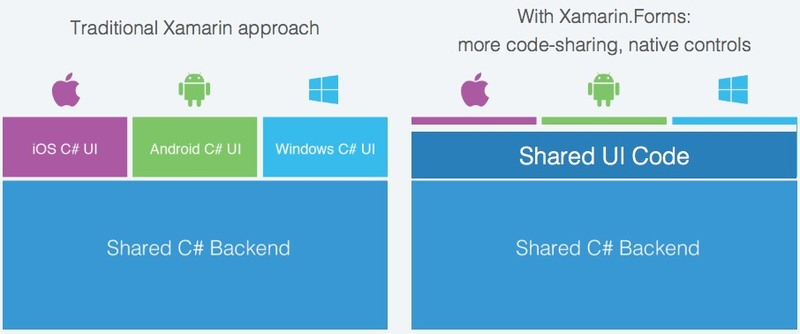 Traditional Xamarin approach
iOS C# UI
Android C# UI
Windows C# UI
Shared C# Backend
With Xamarin.Forms:
more code-sharing, native controls
Shared UI Code
Shared C# Backend